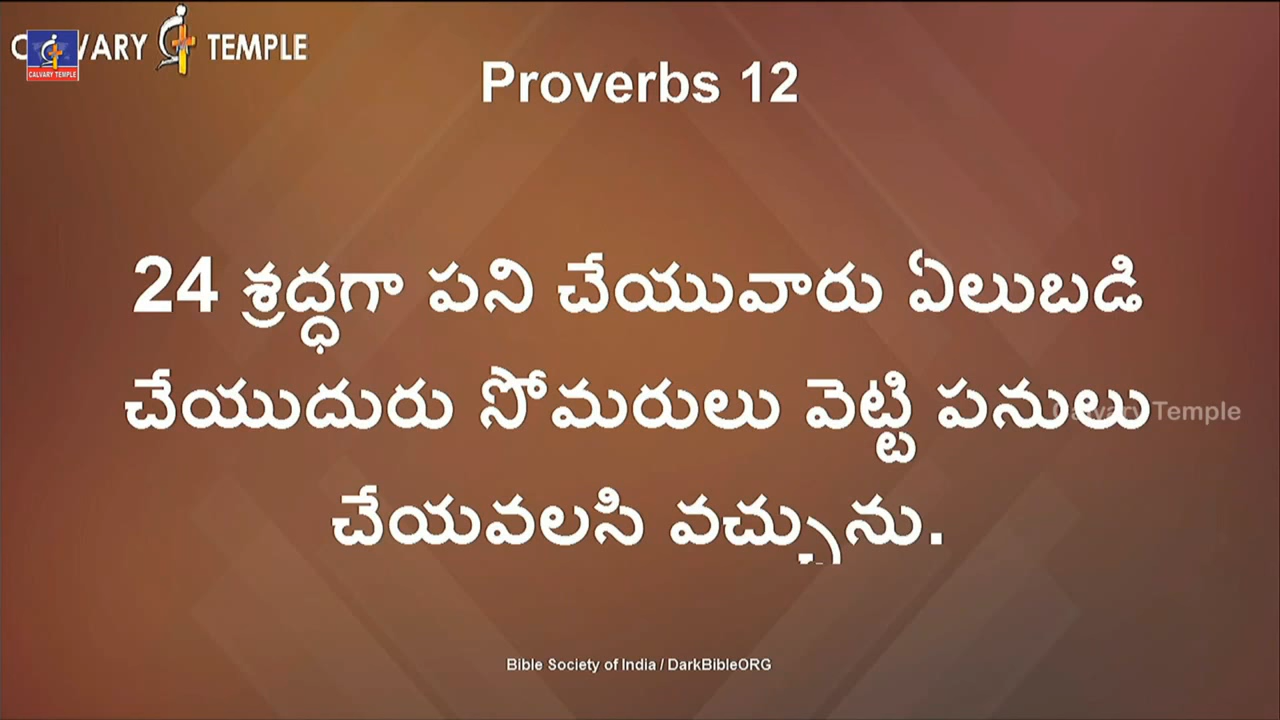 CALVARY TEMPLE
CALVARY TEMPLE
Proverbs 12
24 శ్రద్ధగా పని చేయువారు ఏలుబడి
చేయుదురు సోమరులు వెట్టి పనులు
Calvary Temple
చేయవలసి వచ్చును.
Bible Society of India / DarkBibleORG